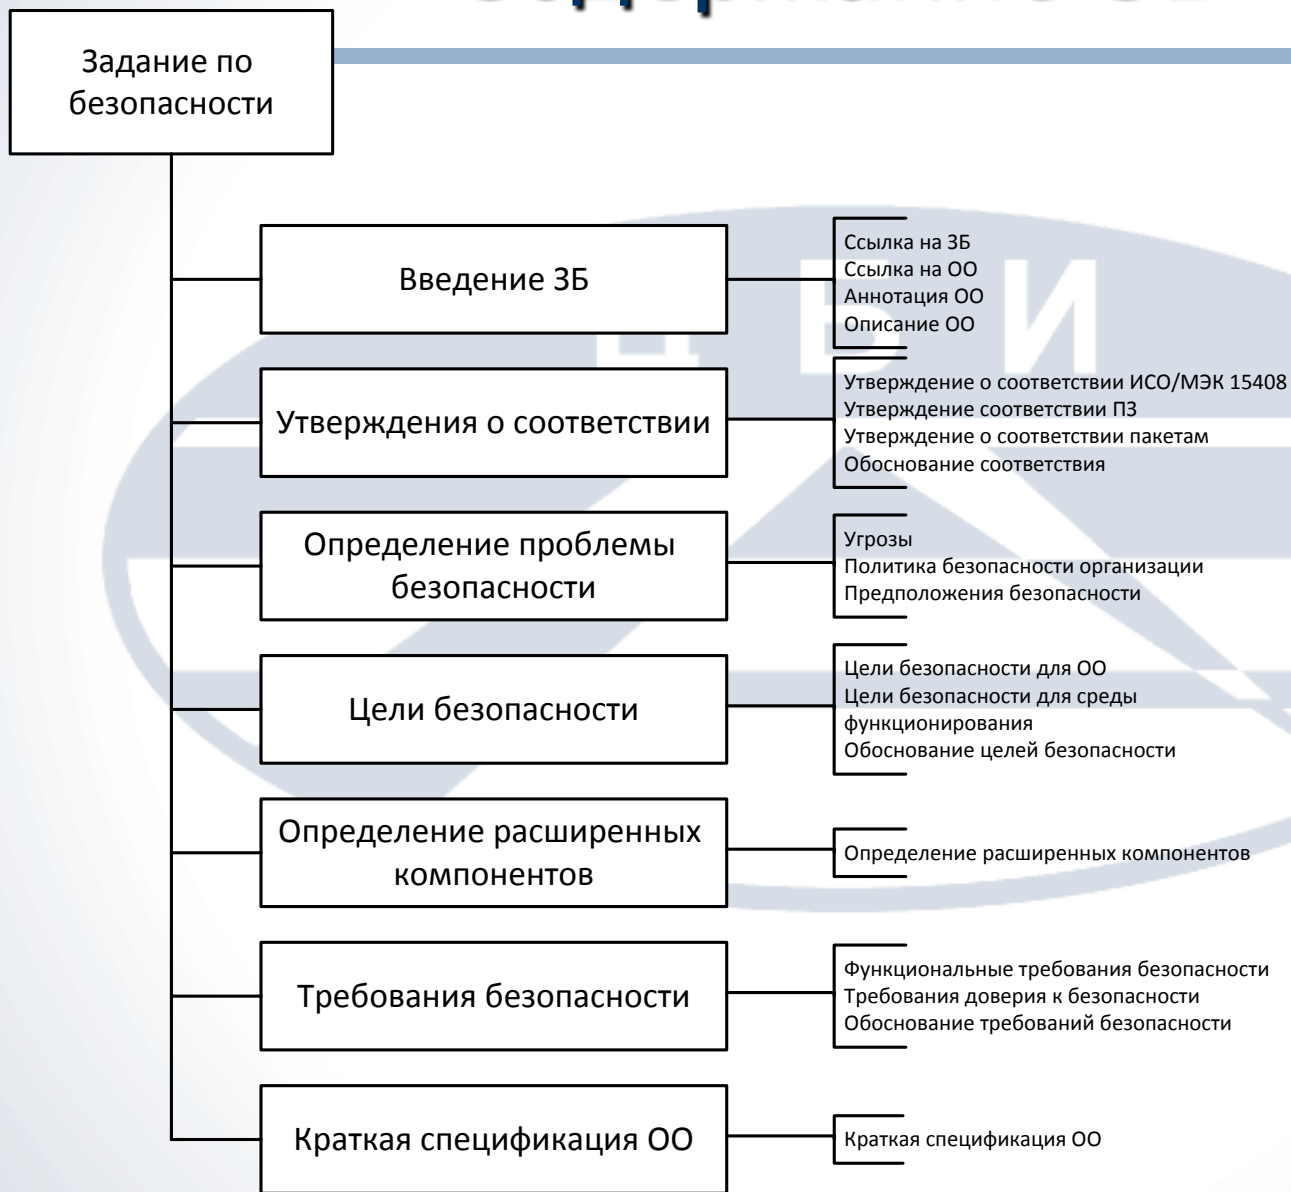 Задание по
безопасности
Введение ЗБ
Ссылка на ЗБ
Ссылка на ОО
Аннотация ОО
Описание ОО
Утверждения о соответствии
Утверждение о соответствии ИСО/МЭК 15408
Утверждение соответствии ПЗ
Утверждение о соответствии пакетам
Обоснование соответствия
Определение проблемы
безопасности
Угрозы
Политика безопасности организации
Предположения безопасности
Цели безопасности
Цели безопасности для ОО
Цели безопасности для среды
функционирования
Обоснование целей безопасности
Определение расширенных
компонентов
Определение расширенных компонентов
Требования безопасности
Функциональные требования безопасности
Требования доверия к безопасности
Обоснование требований безопасности
Краткая спецификация ОО
Краткая спецификация ОО
Ц Б И